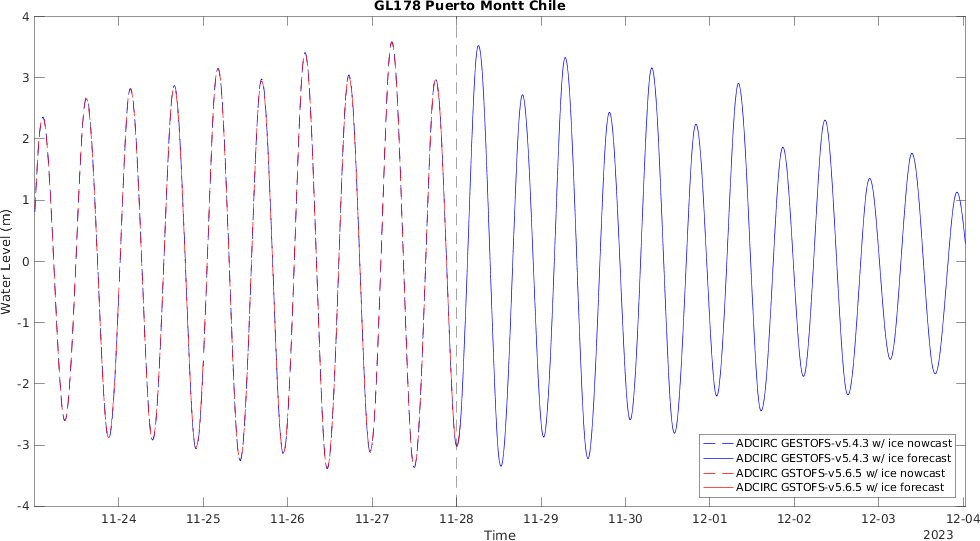 GL178 Puerto Montt Chile
4
3
2
1
0
-1
-2
-3
-4
Water Level (m)
11-24 11-25 11-26 11-27 11-28 11-29 11-30 12-01 12-02 12-03 12-04
Time
2023
ADCIRC GESTOFS-v5.4.3 w/ ice nowcast
ADCIRC GESTOFS-v5.4.3 w/ ice forecast
ADCIRC GSTOFS-v5.6.5 w/ ice nowcast
ADCIRC GSTOFS-v5.6.5 w/ ice forecast